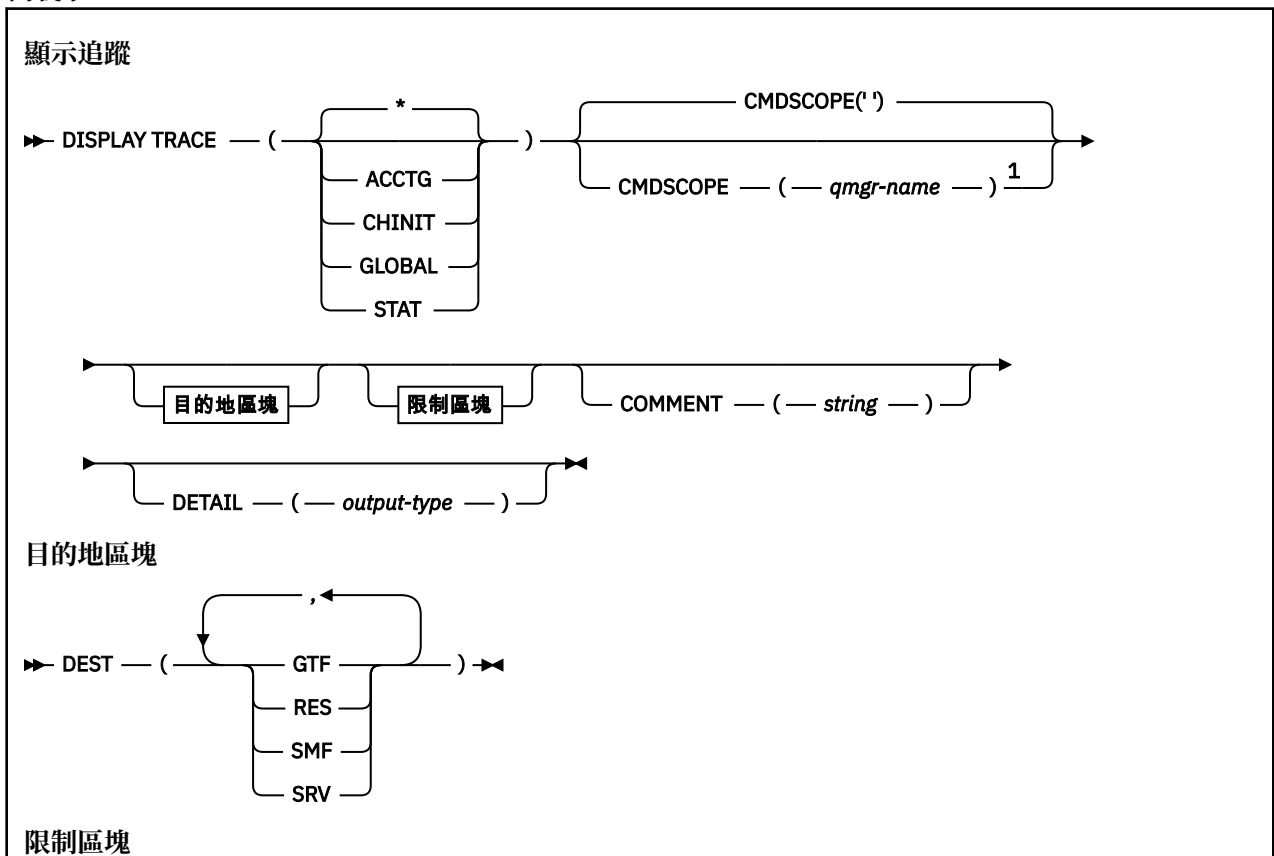 顯示追蹤
*
CMDSCOPE(' ')
DISPLAY TRACE ( )
ACCTG
CMDSCOPE ( qmgr-name ) 1
CHINIT
GLOBAL
STAT
目的地區塊
限制區塊
COMMENT ( string )
DETAIL ( output-type )
目的地區塊
,
DEST ( GTF )
RES
SMF
SRV
限制區塊